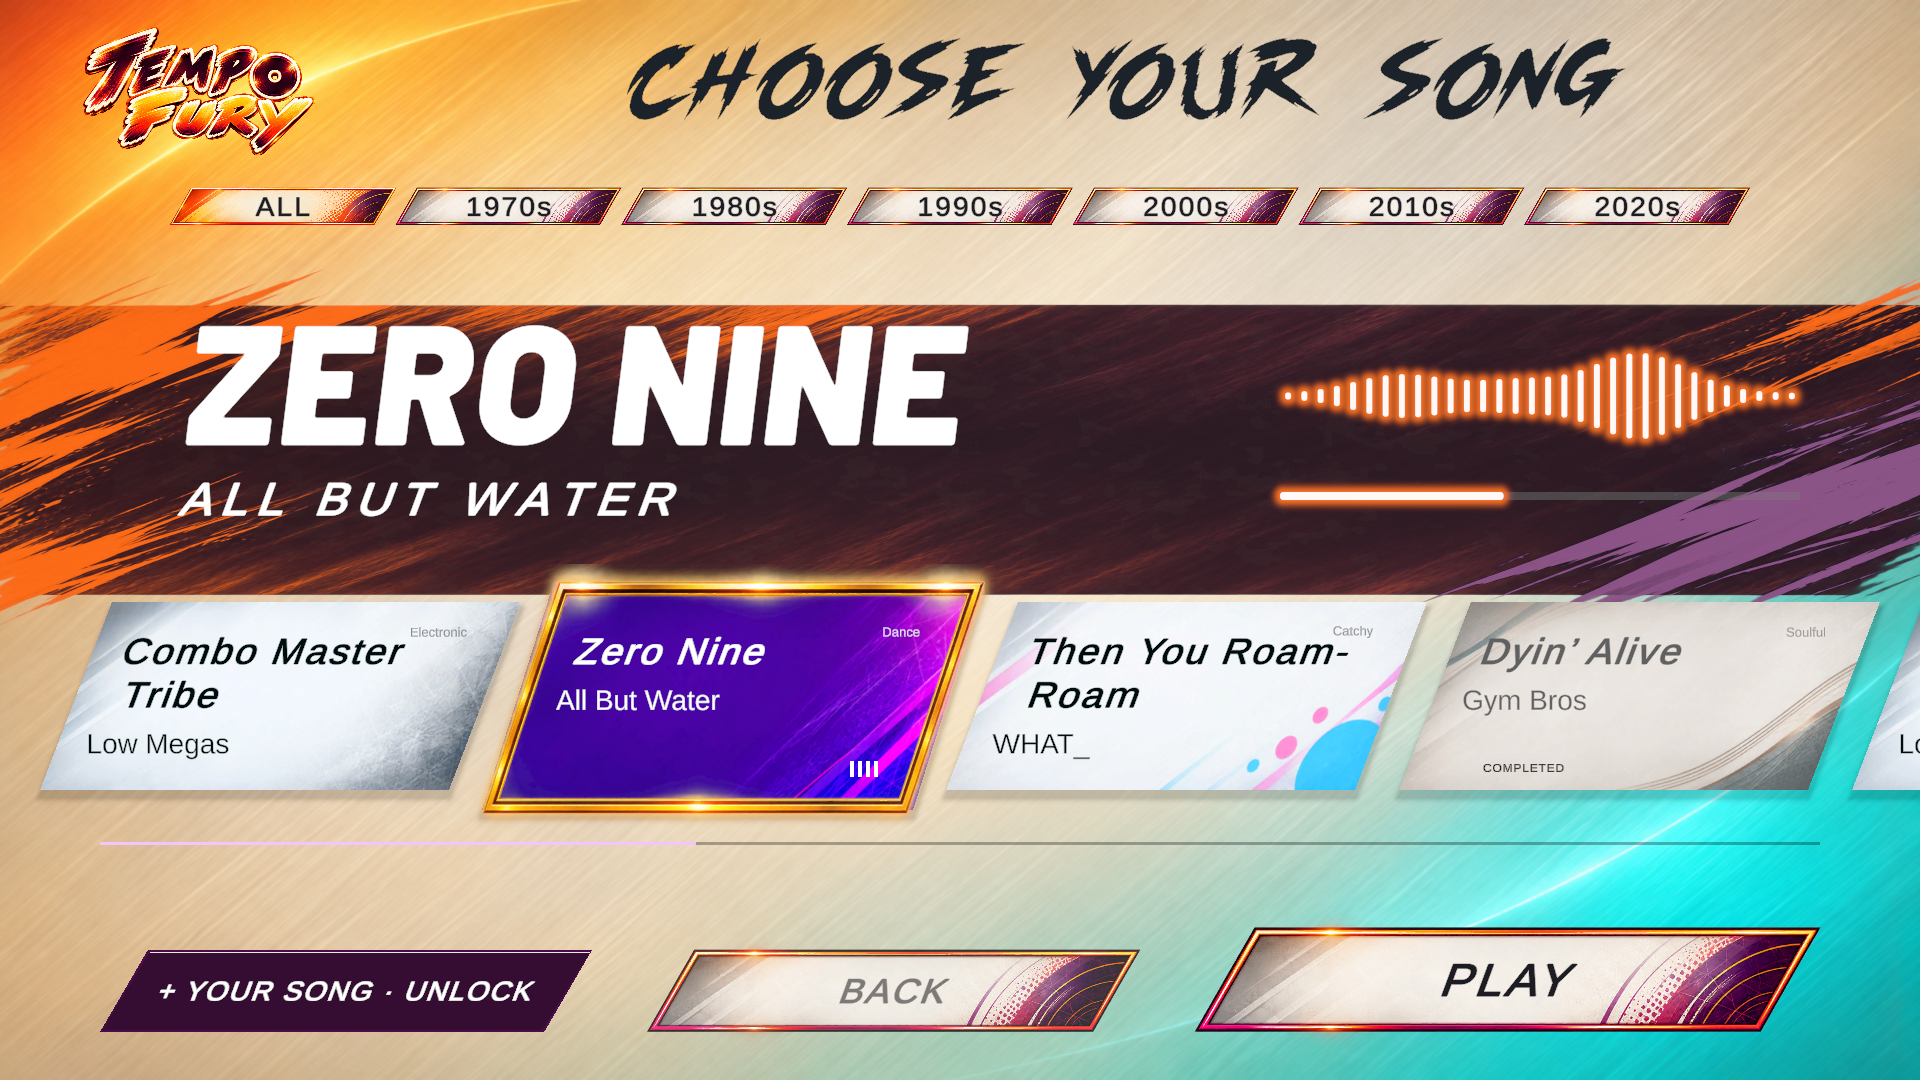 TEMPO
FURY
CHOOSE YOUR SONG
ALL
1970s
1980s
1990s
2000s
2010s
2020s
ZERO NINE
ALL BUT WATER
Electronic
Combo Master
Tribe
Low Megas
Dance
Zero Nine
All But Water
Catchy
Then You Roam-
Roam
WHAT_
Soulful
Dyin’ Alive
Gym Bros
COMPLETED
+ YOUR SONG · UNLOCK
BACK
PLAY